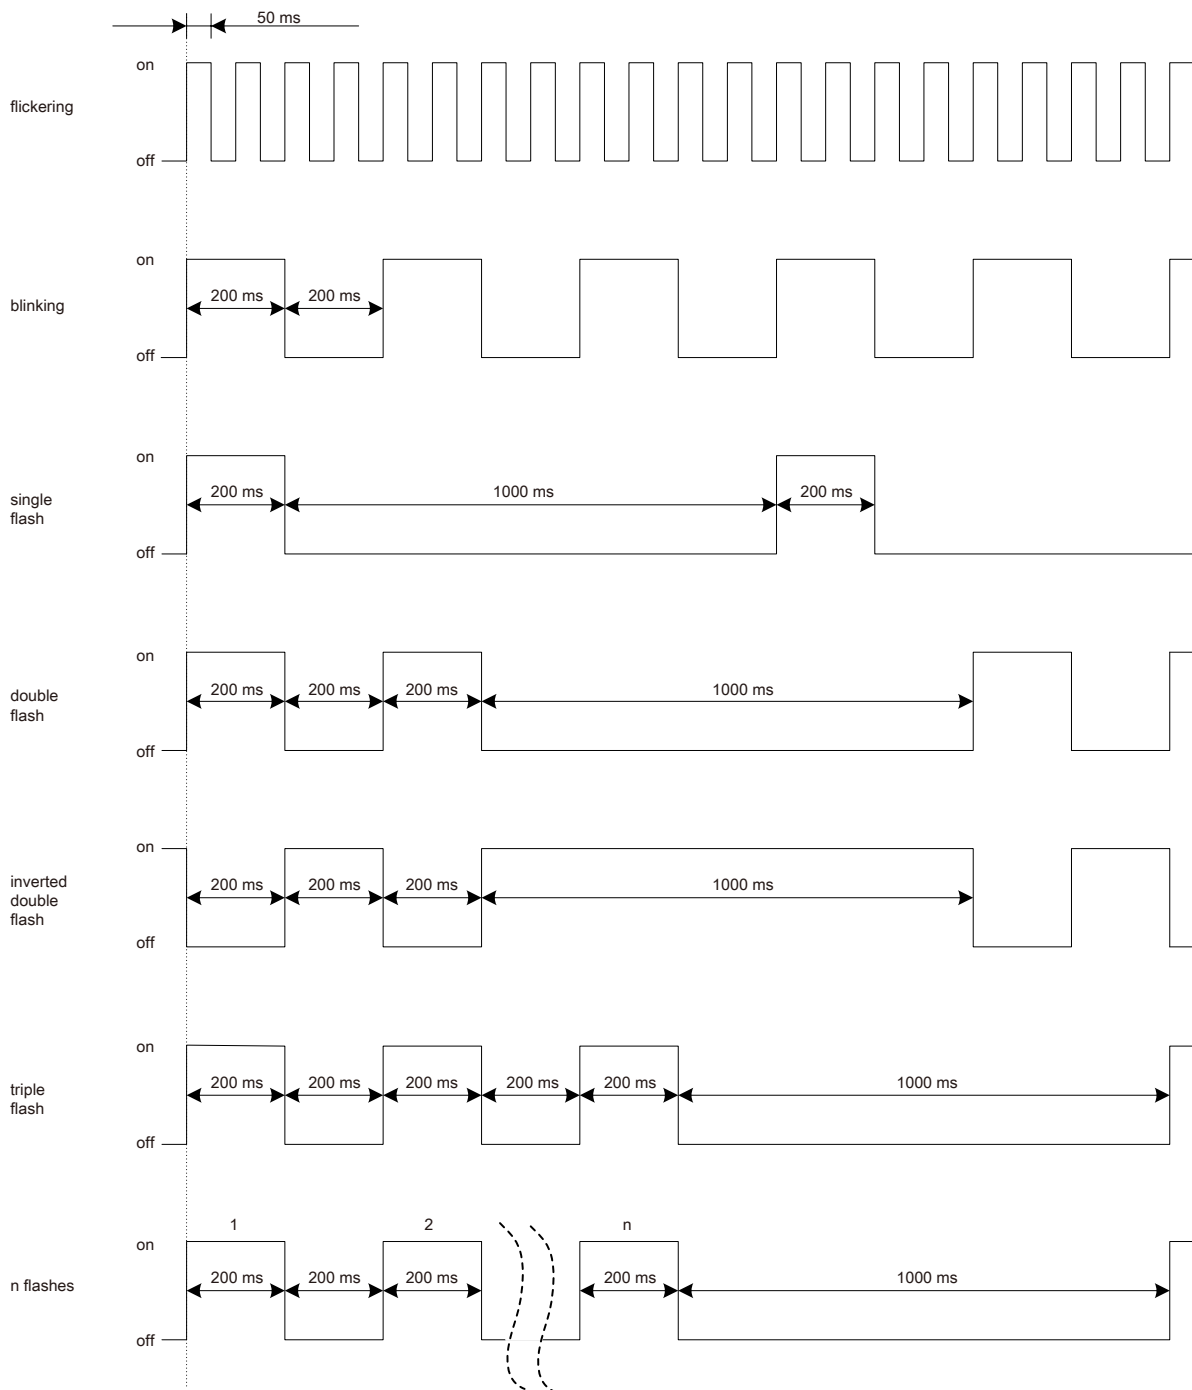 50 ms
on
flickering
off
on
200 ms 200 ms
blinking
off
on
200 ms 1000 ms 200 ms
single
flash
off
on
200 ms 200 ms 200 ms 1000 ms
double
flash
off
on
200 ms 200 ms 200 ms 1000 ms
inverted
double
flash
off
on
200 ms 200 ms 200 ms 200 ms 200 ms 1000 ms
triple
flash
off
1 2 n
on
200 ms 200 ms 200 ms 200 ms 1000 ms
n flashes
off